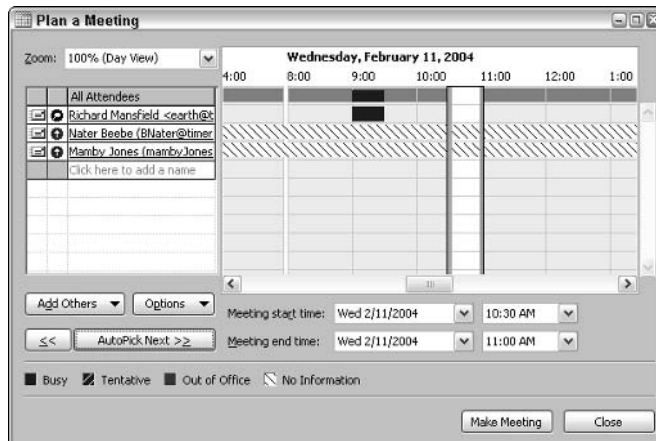 Plan a Meeting
Zoom: 100% (Day View)
Wednesday, February 11, 2004
4:00 8:00 9:00 10:00 11:00 12:00 1:00
All Attendees
Richard Mansfield <earth@t
Nater Beebe (BNater@timer
Mamby Jones (mambyJones
Click here to add a name
Add Others Options
Meeting start time: Wed 2/11/2004 10:30 AM
<< AutoPick Next >>
Meeting end time: Wed 2/11/2004 11:00 AM
Busy Tentative Out of Office No Information
Make Meeting Close